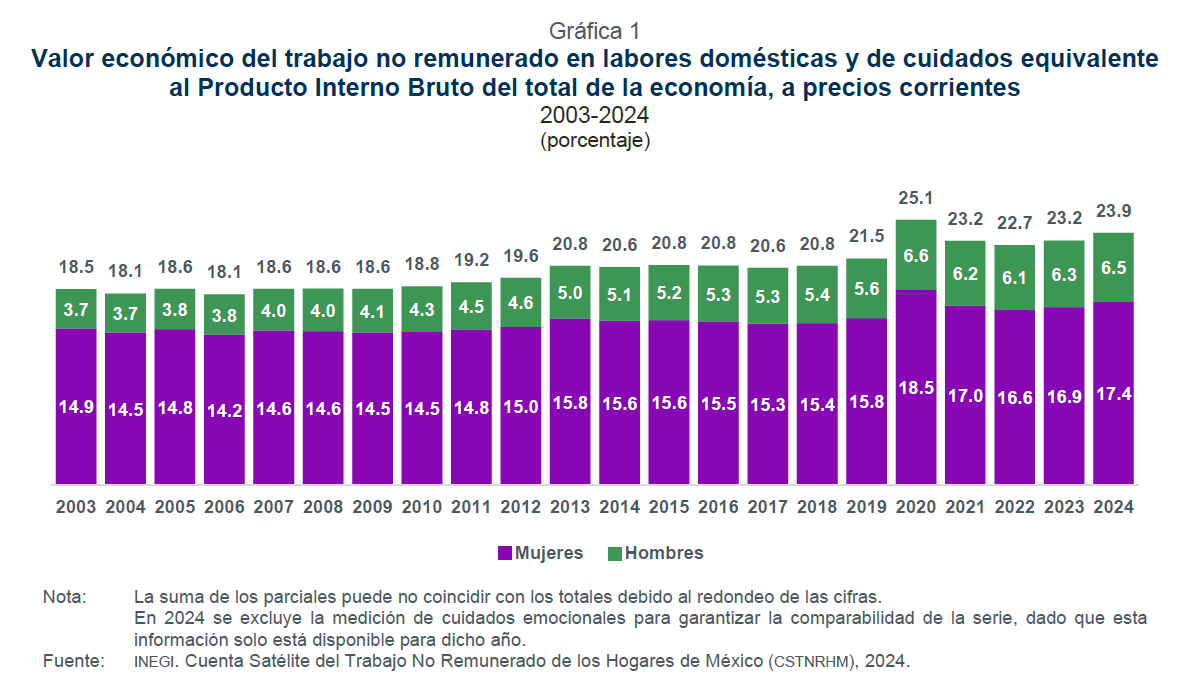 Gráfica 1
Valor económico del trabajo no remunerado en labores domésticas y de cuidados equivalente
al Producto Interno Bruto del total de la economía, a precios corrientes
2003-2024
(porcentaje)
18.5 18.1 18.6 18.1 18.6 18.6 18.6 18.8 19.2 19.6 20.8 20.6 20.8 20.8 20.6 20.8 21.5 25.1 23.2 22.7 23.2 23.9
3.7 3.7 3.8 3.8 4.0 4.0 4.1 4.3 4.5 4.6 5.0 5.1 5.2 5.3 5.3 5.4 5.6 6.6 6.2 6.1 6.3 6.5
14.9 14.5 14.8 14.2 14.6 14.6 14.5 14.5 14.8 15.0 15.8 15.6 15.6 15.5 15.3 15.4 15.8 18.5 17.0 16.6 16.9 17.4
2003 2004 2005 2006 2007 2008 2009 2010 2011 2012 2013 2014 2015 2016 2017 2018 2019 2020 2021 2022 2023 2024
Mujeres Hombres
Nota: La suma de los parciales puede no coincidir con los totales debido al redondeo de las cifras.
En 2024 se excluye la medición de cuidados emocionales para garantizar la comparabilidad de la serie, dado que esta
información solo está disponible para dicho año.
Fuente: INEGI. Cuenta Satélite del Trabajo No Remunerado de los Hogares de México (CSTNRHM), 2024.